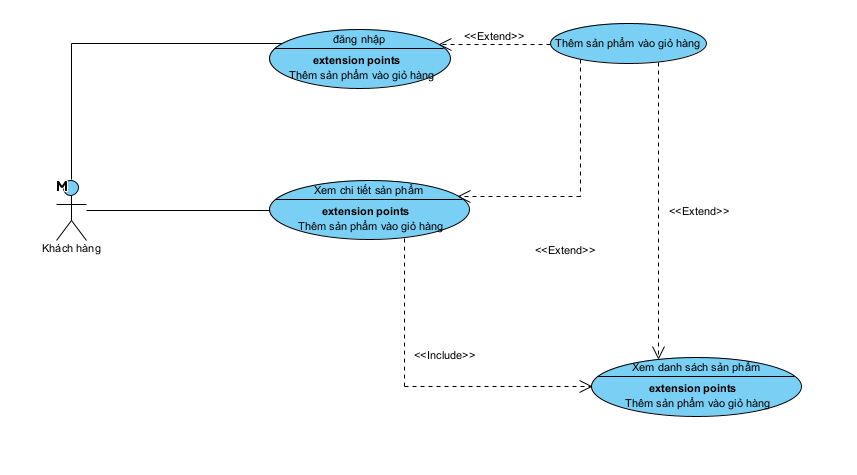 đăng nhập
extension points
Thêm sản phẩm vào giỏ hàng
<<Extend>>
Thêm sản phẩm vào giỏ hàng
M
Khách hàng
Xem chi tiết sản phẩm
extension points
Thêm sản phẩm vào giỏ hàng
<<Extend>>
<<Extend>>
<<Include>>
Xem danh sách sản phẩm
extension points
Thêm sản phẩm vào giỏ hàng